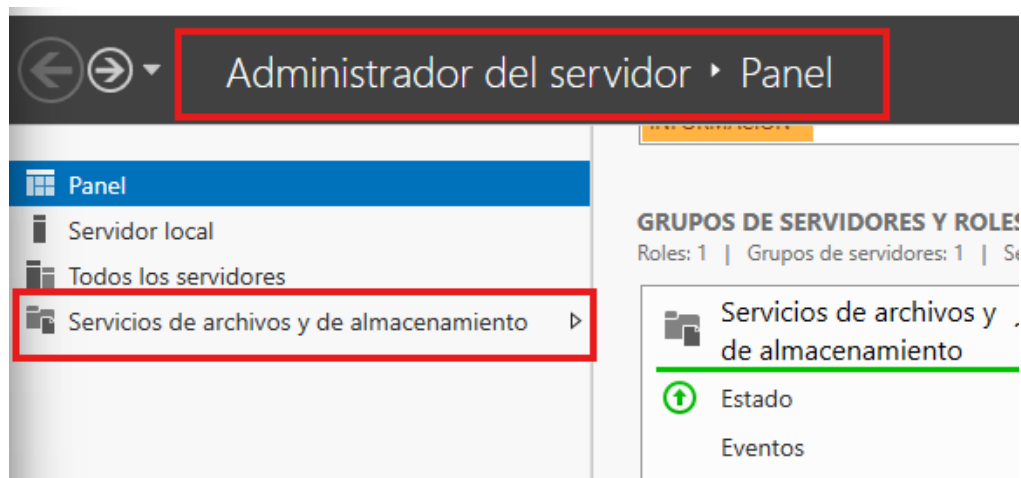 Administrador del servidor ‣ Panel
Panel
Servidor local
Todos los servidores
Servicios de archivos y de almacenamiento
GRUPOS DE SERVIDORES Y ROLES
Roles: 1 | Grupos de servidores: 1 |
Servicios de archivos y
de almacenamiento
Estado
Eventos